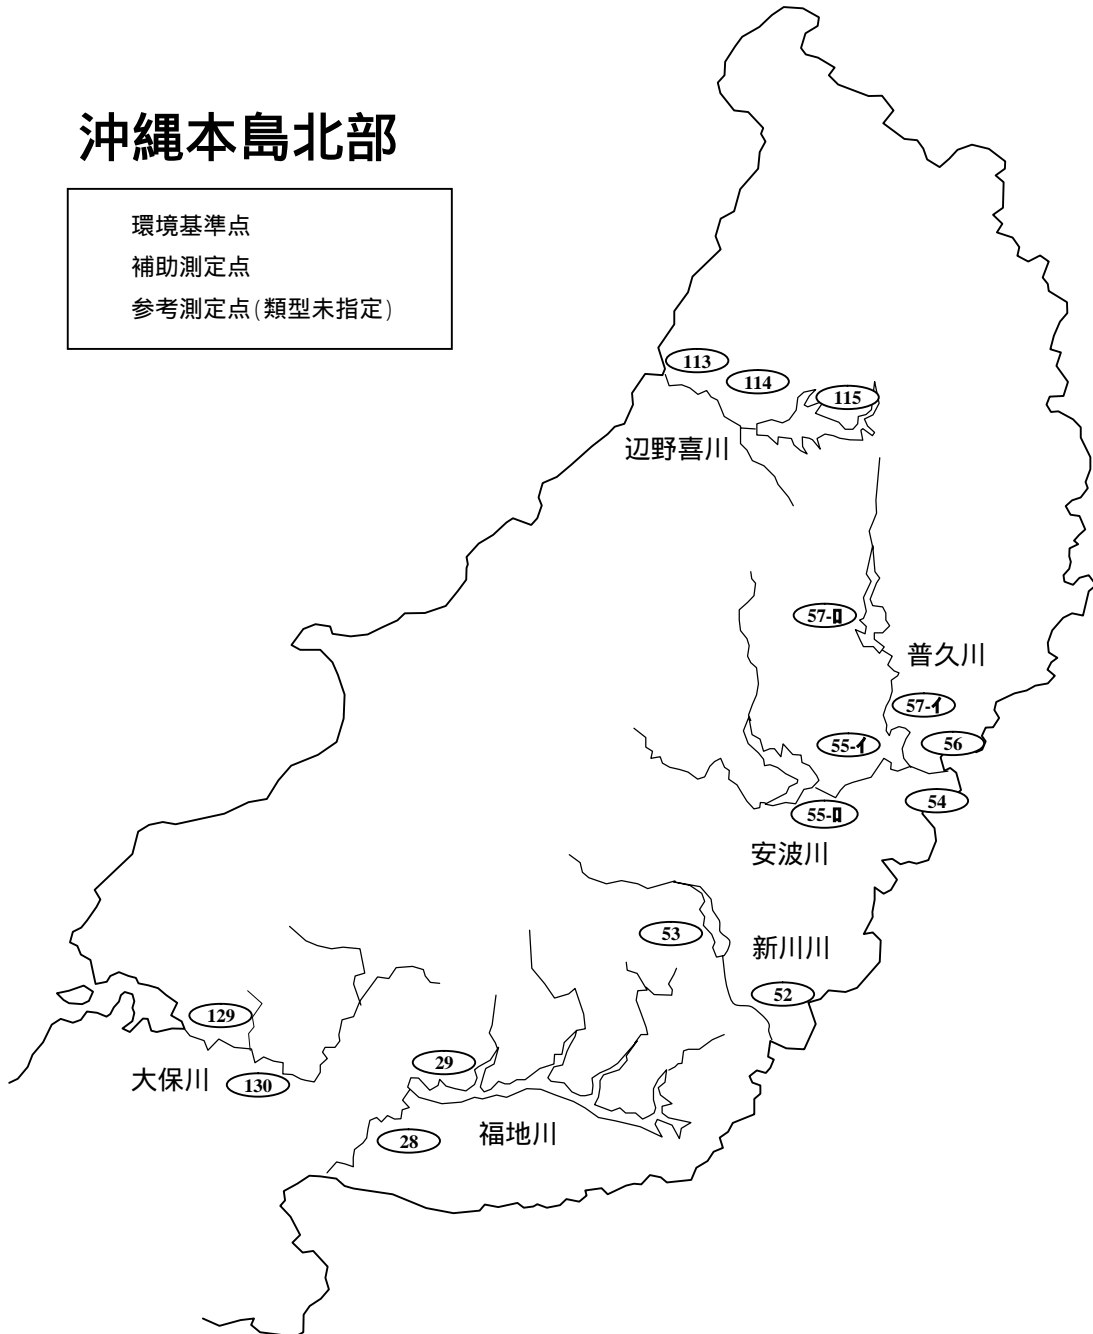 沖縄本島北部
環境基準点
補助測定点
参考測定点(類型未指定)
113
114
115
辺野喜川
57-ロ
普久川
57-イ
55-イ
56
54
55-ロ
安波川
53
新川川
52
129
29
大保川
130
福地川
28